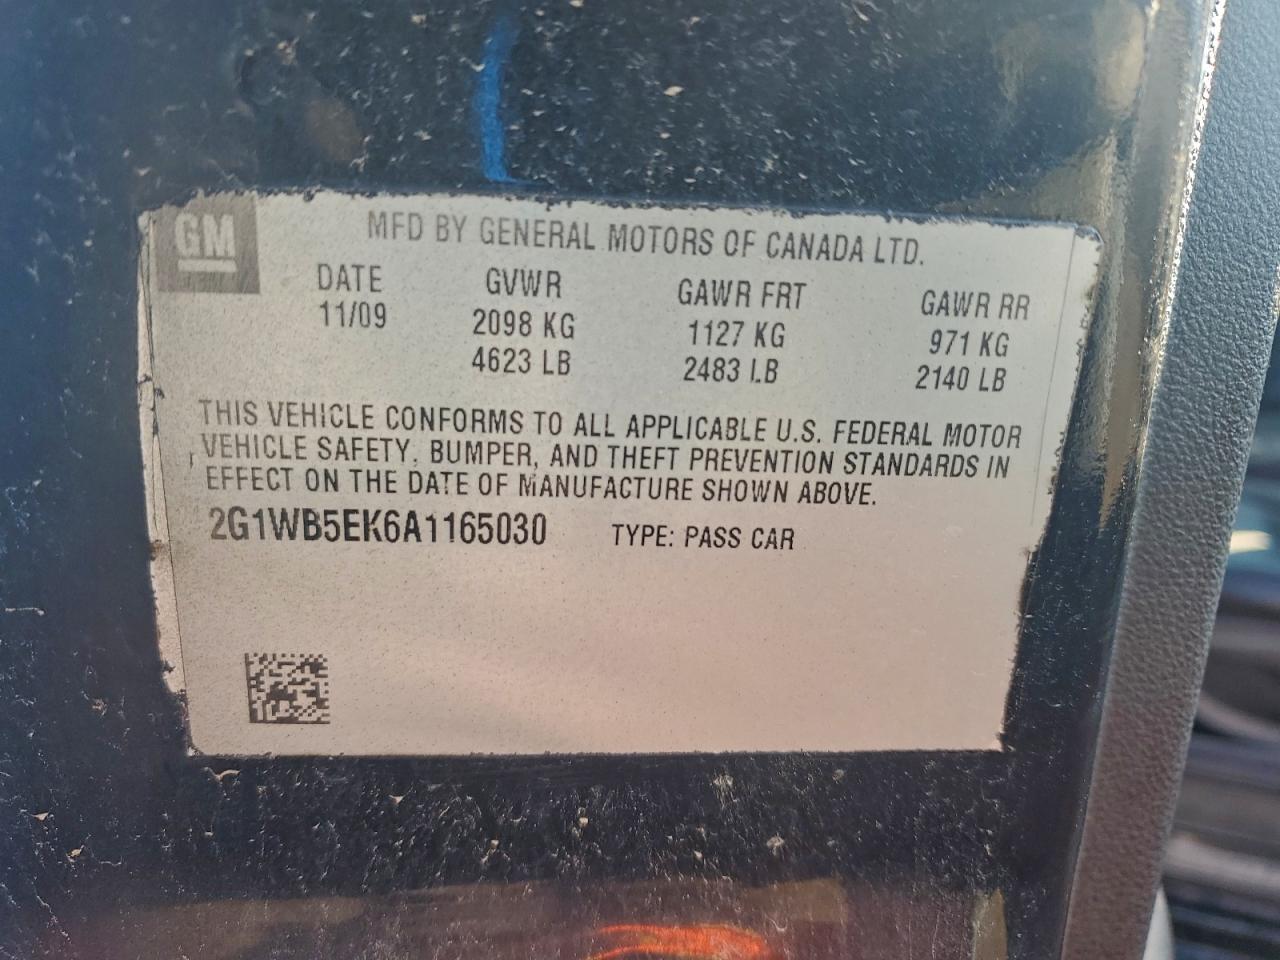 GM
MFD BY GENERAL MOTORS OF CANADA LTD.
DATE GVWR GAWR FRT GAWR RR
11/09 2098 KG 1127 KG 971 KG
4623 LB 2483 LB 2140 LB
THIS VEHICLE CONFORMS TO ALL APPLICABLE U.S. FEDERAL MOTOR
VEHICLE SAFETY, BUMPER, AND THEFT PREVENTION STANDARDS IN
EFFECT ON THE DATE OF MANUFACTURE SHOWN ABOVE.
2G1WB5EK6A1165030 TYPE: PASS CAR